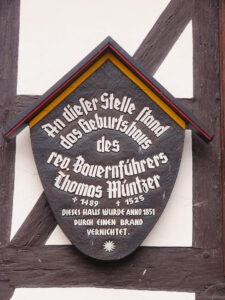 An dieser Stelle stand
das Geburtshaus
des
rev. Bauernführers
Thomas Müntzer
* 1489 † 1525
DIESES HAUS WURDE ANNO 1851
DURCH EINEN BRAND
VERNICHTET.